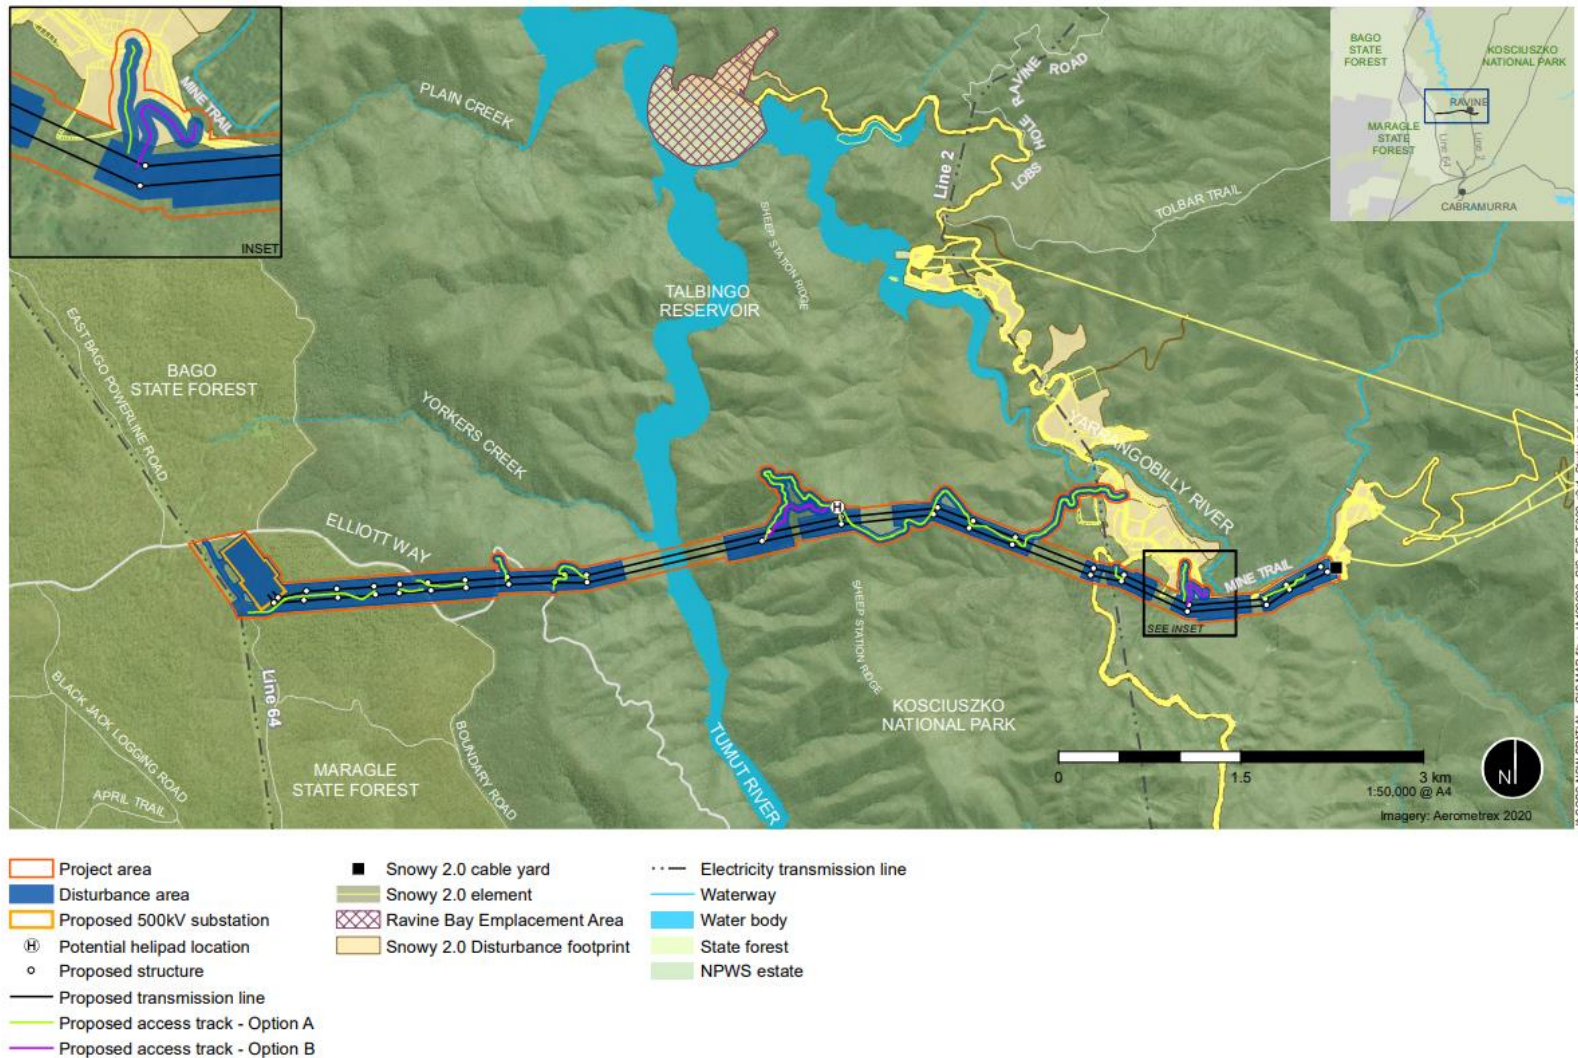 MINE TRAIL
INSET
PLAIN CREEK
RAVINE
ROAD
HOLE
LOBS
Line 2
TOLBAR TRAIL
SHEEP STATION RIDGE
TALBINGO
RESERVOIR
BAGO
STATE FOREST
KOSCIUSZKO
NATIONAL PARK
RAVINE
MARAGLE
STATE FOREST
Line 64
Line 2
CABRAMURRA
EAST BAGO POWERLINE ROAD
BAGO
STATE FOREST
YORKERS CREEK
YARRANGOBILLY RIVER
ELLIOTT WAY
H
MINE TRAIL
SEE INSET
SHEEP STATION RIDGE
Line 64
BLACK JACK LOGGING ROAD
APRIL TRAIL
MARAGLE
STATE FOREST
BOUNDARY ROAD
TUMUT RIVER
KOSCIUSZKO
NATIONAL PARK
0 1.5 3 km
1:50,000 @ A4
N
Imagery: Aerometrex 2020
Project area
Disturbance area
Proposed 500kV substation
H Potential helipad location
Proposed structure
Proposed transmission line
Proposed access track - Option A
Proposed access track - Option B
Snowy 2.0 cable yard
Snowy 2.0 element
Ravine Bay Emplacement Area
Snowy 2.0 Disturbance footprint
Electricity transmission line
Waterway
Water body
State forest
NPWS estate